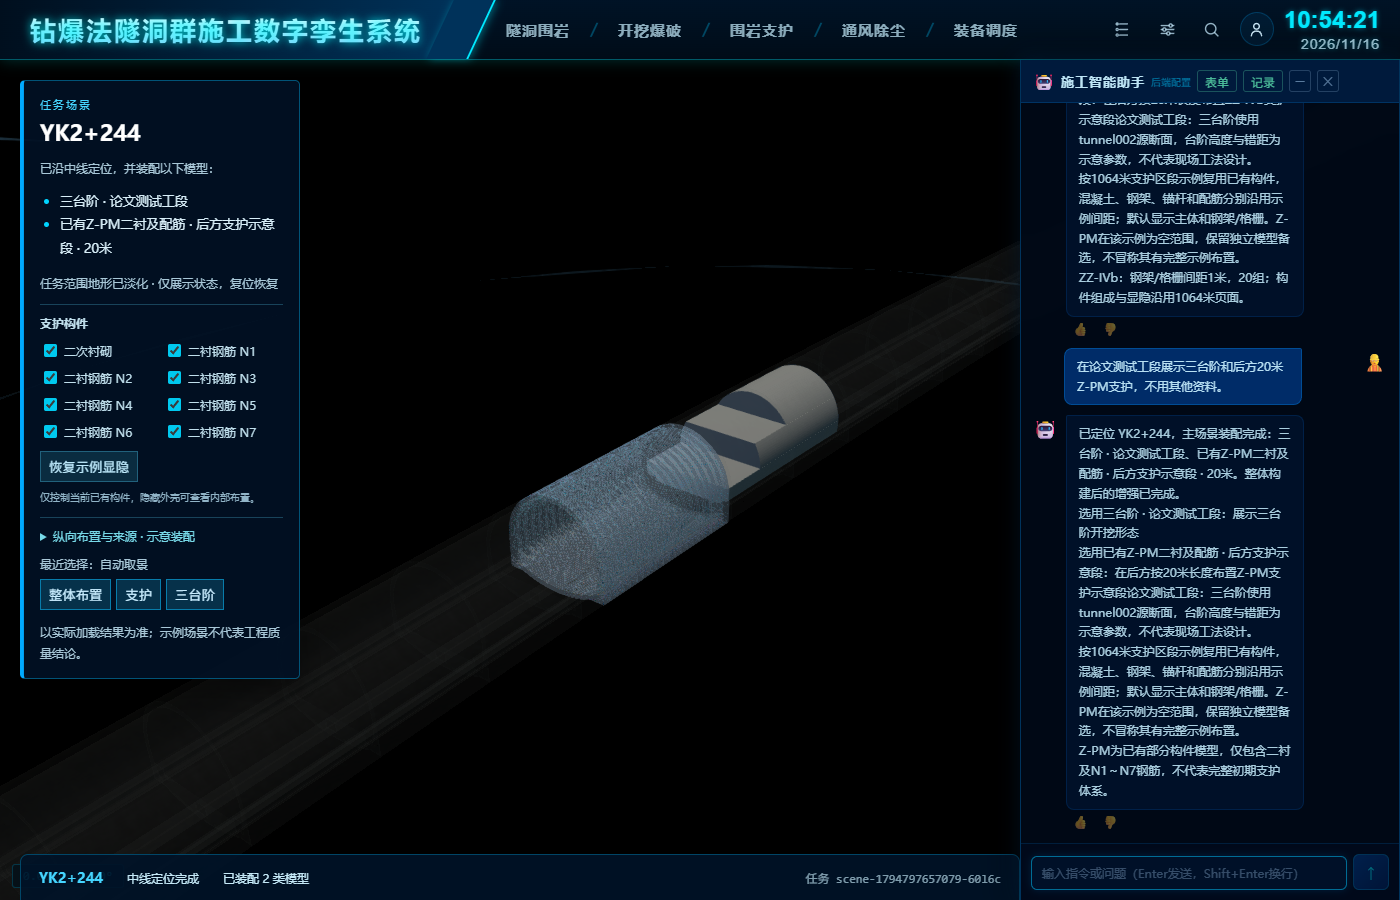 钻爆法隧洞群施工数字孪生系统
隧洞围岩 / 开挖爆破 / 围岩支护 / 通风除尘 / 装备调度
10:54:21
2026/11/16
任务场景
YK2+244
已沿中线定位，并装配以下模型：
三台阶 · 论文测试工段
已有Z-PM二衬及配筋 · 后方支护示意
段 · 20米
任务范围地形已淡化 · 仅展示状态，复位恢复
支护构件
二次衬砌 二衬钢筋 N1
二衬钢筋 N2 二衬钢筋 N3
二衬钢筋 N4 二衬钢筋 N5
二衬钢筋 N6 二衬钢筋 N7
恢复示例显隐
仅控制当前已有构件，隐藏外壳可查看内部布置。
纵向布置与来源 · 示意装配
最近选择：自动取景
整体布置 支护 三台阶
以实际加载结果为准；示例场景不代表工程质
量结论。
施工智能助手 后端配置 表单 记录
示意段论文测试工段：三台阶使用
tunnel002源断面，台阶高度与错距为
示意参数，不代表现场工法设计。
按1064米支护区段示例复用已有构件，
混凝土、钢架、锚杆和配筋分别沿用示
例间距；默认显示主体和钢架/格栅。Z-
PM在该示例为空范围，保留独立模型备
选，不冒称其有完整示例布置。
ZZ-IVb：钢架/格栅间距1米，20组；构
件组成与显隐沿用1064米页面。
在论文测试工段展示三台阶和后方20米
Z-PM支护，不用其他资料。
已定位 YK2+244，主场景装配完成：三
台阶 · 论文测试工段、已有Z-PM二衬及
配筋 · 后方支护示意段 · 20米。整体构
建后的增强已完成。
选用三台阶 · 论文测试工段：展示三台
阶开挖形态
选用已有Z-PM二衬及配筋 · 后方支护示
意段：在后方按20米长度布置Z-PM支
护示意段论文测试工段：三台阶使用
tunnel002源断面，台阶高度与错距为
示意参数，不代表现场工法设计。
按1064米支护区段示例复用已有构件，
混凝土、钢架、锚杆和配筋分别沿用示
例间距；默认显示主体和钢架/格栅。Z-
PM在该示例为空范围，保留独立模型备
选，不冒称其有完整示例布置。
Z-PM为已有部分构件模型，仅包含二衬
及N1～N7钢筋，不代表完整初期支护
体系。
输入指令或问题（Enter发送，Shift+Enter换行）
YK2+244 中线定位完成 已装配 2 类模型
任务 scene-1794797657079-6016c